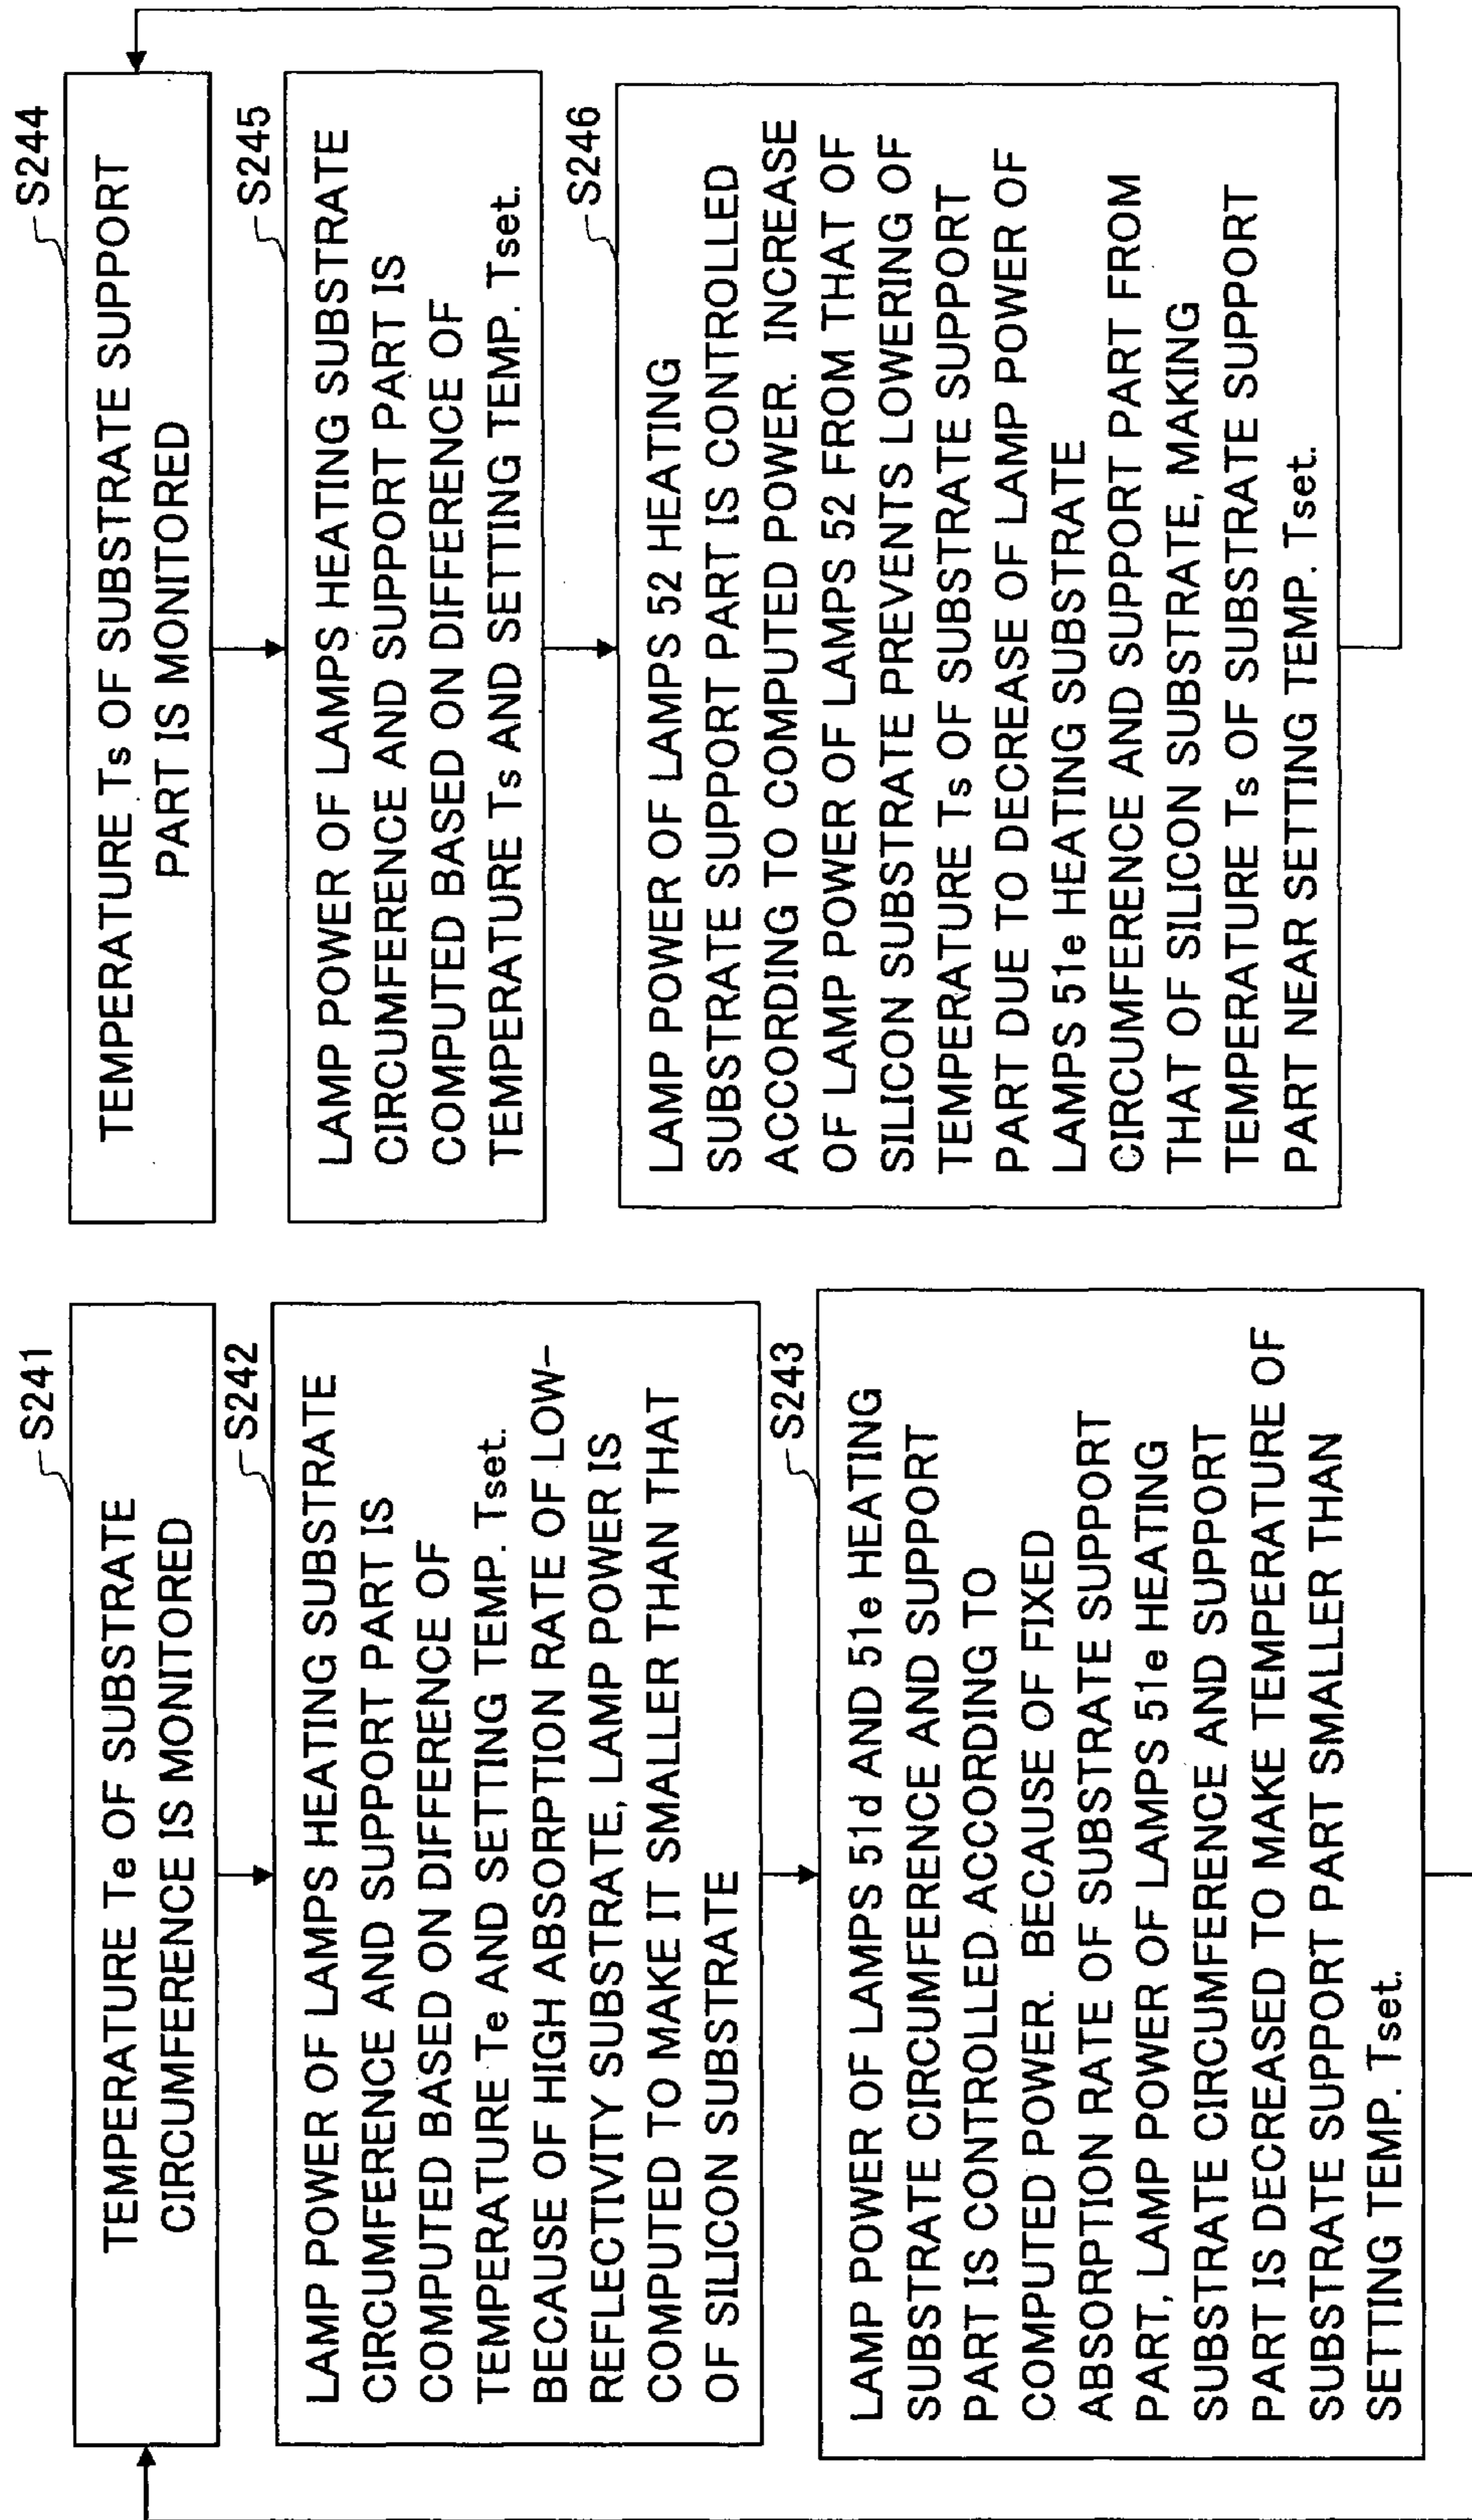 S241
TEMPERATURE Te OF SUBSTRATE
CIRCUMFERENCE IS MONITORED
S242
LAMP POWER OF LAMPS HEATING SUBSTRATE
CIRCUMFERENCE AND SUPPORT PART IS
COMPUTED BASED ON DIFFERENCE OF
TEMPERATURE Te AND SETTING TEMP. Tset.
BECAUSE OF HIGH ABSORPTION RATE OF LOW-
REFLECTIVITY SUBSTRATE, LAMP POWER IS
COMPUTED TO MAKE IT SMALLER THAN THAT
OF SILICON SUBSTRATE
S243
LAMP POWER OF LAMPS 51d AND 51e HEATING
SUBSTRATE CIRCUMFERENCE AND SUPPORT
PART IS CONTROLLED ACCORDING TO
COMPUTED POWER. BECAUSE OF FIXED
ABSORPTION RATE OF SUBSTRATE SUPPORT
PART, LAMP POWER OF LAMPS 51e HEATING
SUBSTRATE CIRCUMFERENCE AND SUPPORT
PART IS DECREASED TO MAKE TEMPERATURE OF
SUBSTRATE SUPPORT PART SMALLER THAN
SETTING TEMP. Tset.
S244
TEMPERATURE Ts OF SUBSTRATE SUPPORT
PART IS MONITORED
S245
LAMP POWER OF LAMPS HEATING SUBSTRATE
CIRCUMFERENCE AND SUPPORT PART IS
COMPUTED BASED ON DIFFERENCE OF
TEMPERATURE Ts AND SETTING TEMP. Tset.
S246
LAMP POWER OF LAMPS 52 HEATING
SUBSTRATE SUPPORT PART IS CONTROLLED
ACCORDING TO COMPUTED POWER. INCREASE
OF LAMP POWER OF LAMPS 52 FROM THAT OF
SILICON SUBSTRATE PREVENTS LOWERING OF
TEMPERATURE Ts OF SUBSTRATE SUPPORT
PART DUE TO DECREASE OF LAMP POWER OF
LAMPS 51e HEATING SUBSTRATE
CIRCUMFERENCE AND SUPPORT PART FROM
THAT OF SILICON SUBSTRATE, MAKING
TEMPERATURE Ts OF SUBSTRATE SUPPORT
PART NEAR SETTING TEMP. Tset.